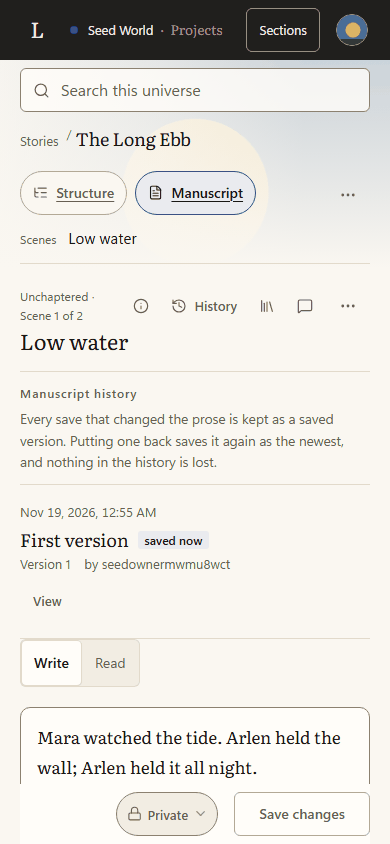 L
Seed World · Projects
Sections
Search this universe
Stories / The Long Ebb
Structure
Manuscript
Scenes Low water
Unchaptered ·
Scene 1 of 2
History
Low water
Manuscript history
Every save that changed the prose is kept as a saved
version. Putting one back saves it again as the newest,
and nothing in the history is lost.
Nov 19, 2026, 12:55 AM
First version saved now
Version 1 by seedownermwmu8wct
View
Write Read
Mara watched the tide. Arlen held the
wall; Arlen held it all night.
Private
Save changes